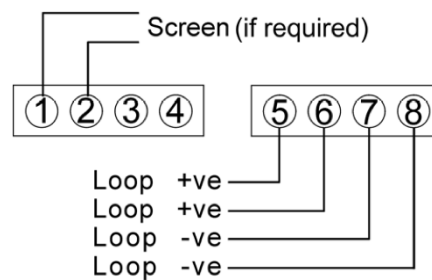 Screen (if required)
1 2 3 4 5 6 7 8
Loop +ve
Loop +ve
Loop -ve
Loop -ve